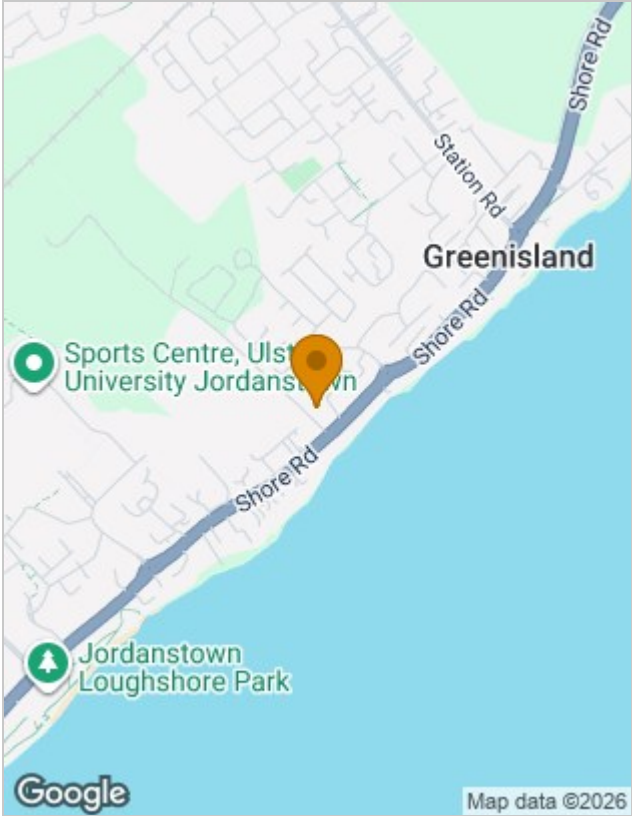 Shore Rd
Station Rd
Greenisland
Shore Rd
Sports Centre, Ulst
University Jordanstown
Shore Rd
Jordanstown
Loughshore Park
Google
Map data ©2026